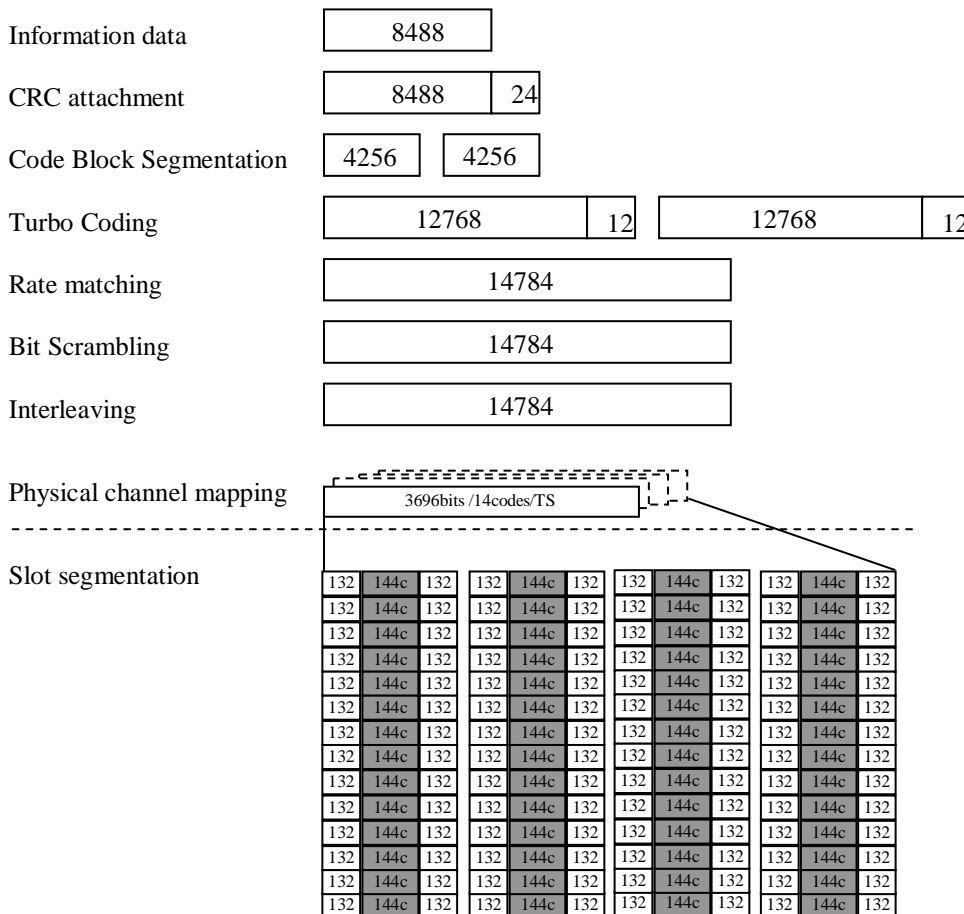 Information data 8488
CRC attachment 8488 24
Code Block Segmentation 4256 4256
Turbo Coding 12768 12 12768 12
Rate matching 14784
Bit Scrambling 14784
Interleaving 14784
Physical channel mapping 3696bits /14codes/TS
Slot segmentation
132 144c 132 132 144c 132 132 144c 132 132 144c 132
132 144c 132 132 144c 132 132 144c 132 132 144c 132
132 144c 132 132 144c 132 132 144c 132 132 144c 132
132 144c 132 132 144c 132 132 144c 132 132 144c 132
132 144c 132 132 144c 132 132 144c 132 132 144c 132
132 144c 132 132 144c 132 132 144c 132 132 144c 132
132 144c 132 132 144c 132 132 144c 132 132 144c 132
132 144c 132 132 144c 132 132 144c 132 132 144c 132
132 144c 132 132 144c 132 132 144c 132 132 144c 132
132 144c 132 132 144c 132 132 144c 132 132 144c 132
132 144c 132 132 144c 132 132 144c 132 132 144c 132
132 144c 132 132 144c 132 132 144c 132 132 144c 132
132 144c 132 132 144c 132 132 144c 132 132 144c 132
132 144c 132 132 144c 132 132 144c 132 132 144c 132